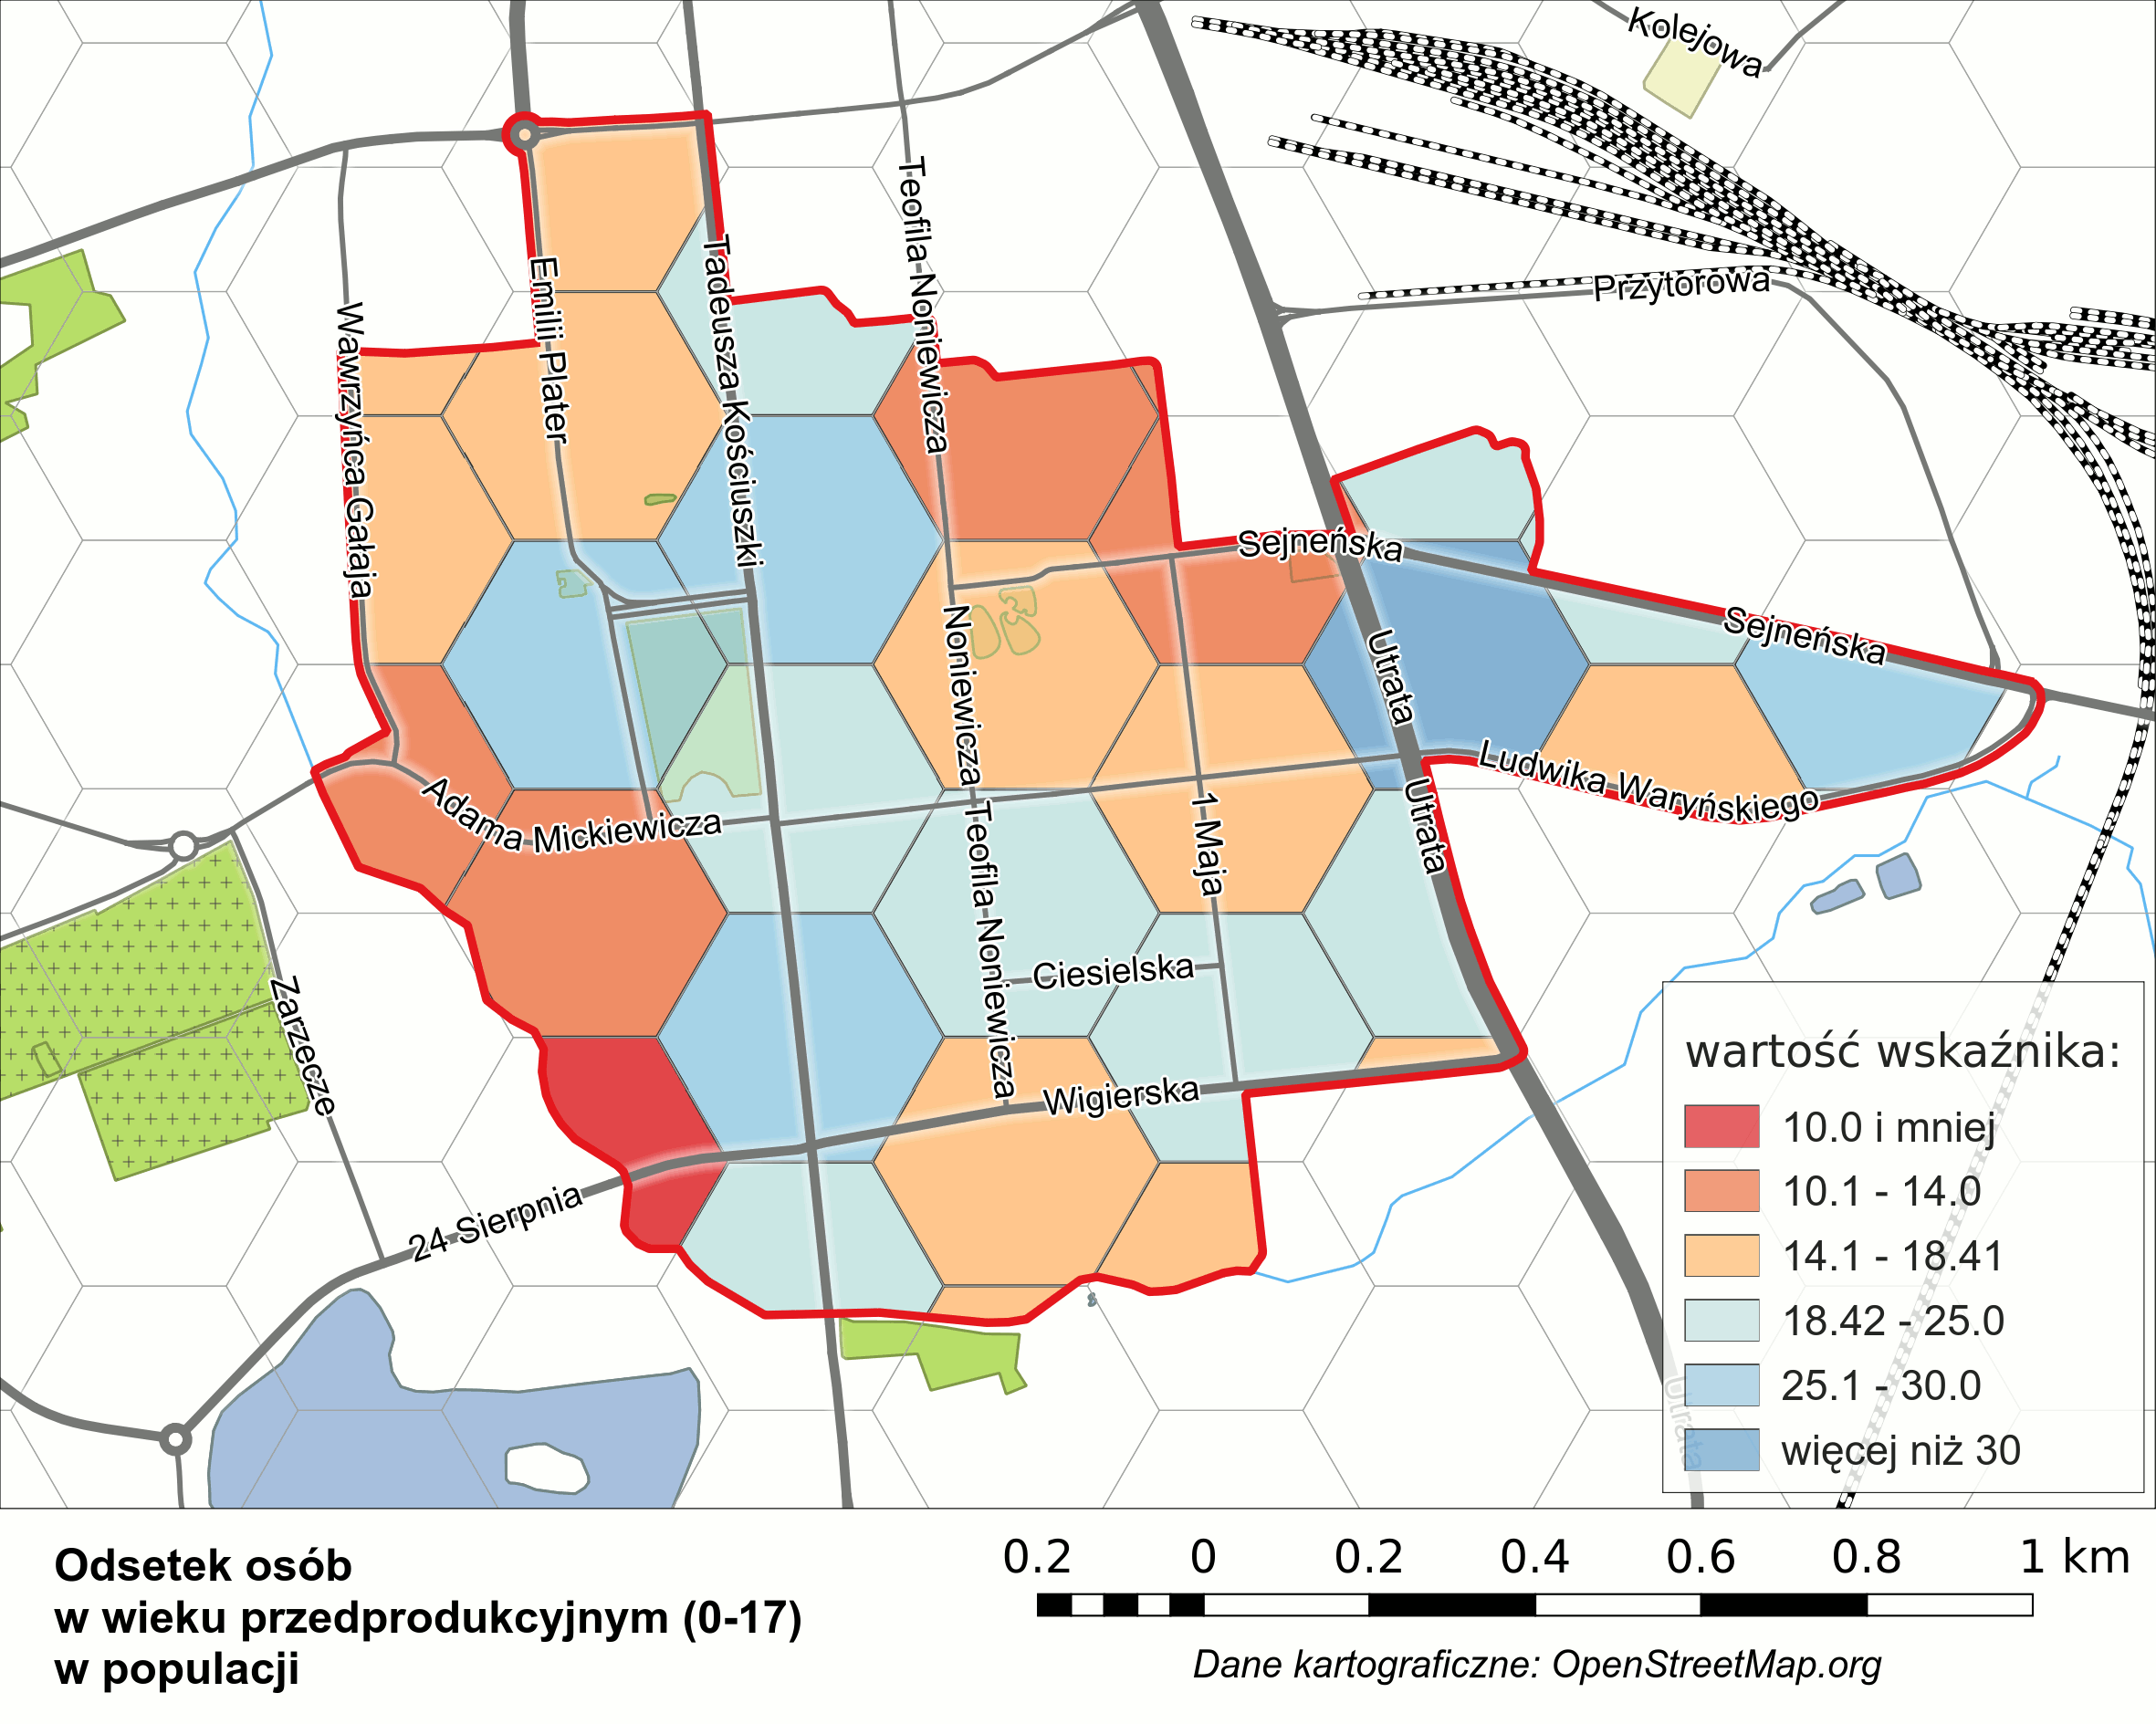 Kolejowa
Teofila Noniewicza
Przytorowa
Emilii Plater
Tadeusza Kościuszki
Wawrzyńca Gałaja
Sejneńska
Sejneńska
Noniewicza
Utrata
Ludwika Waryńskiego
Adama Mickiewicza
Utrata
1 Maja
Teofila Noniewicza
Ciesielska
Zarzecze
Wigierska
24 Sierpnia
Utrata
wartość wskaźnika:
10.0 i mniej
10.1 - 14.0
14.1 - 18.41
18.42 - 25.0
25.1 - 30.0
więcej niż 30
Odsetek osób
w wieku przedprodukcyjnym (0-17)
w populacji
0.2 0 0.2 0.4 0.6 0.8 1 km
Dane kartograficzne: OpenStreetMap.org